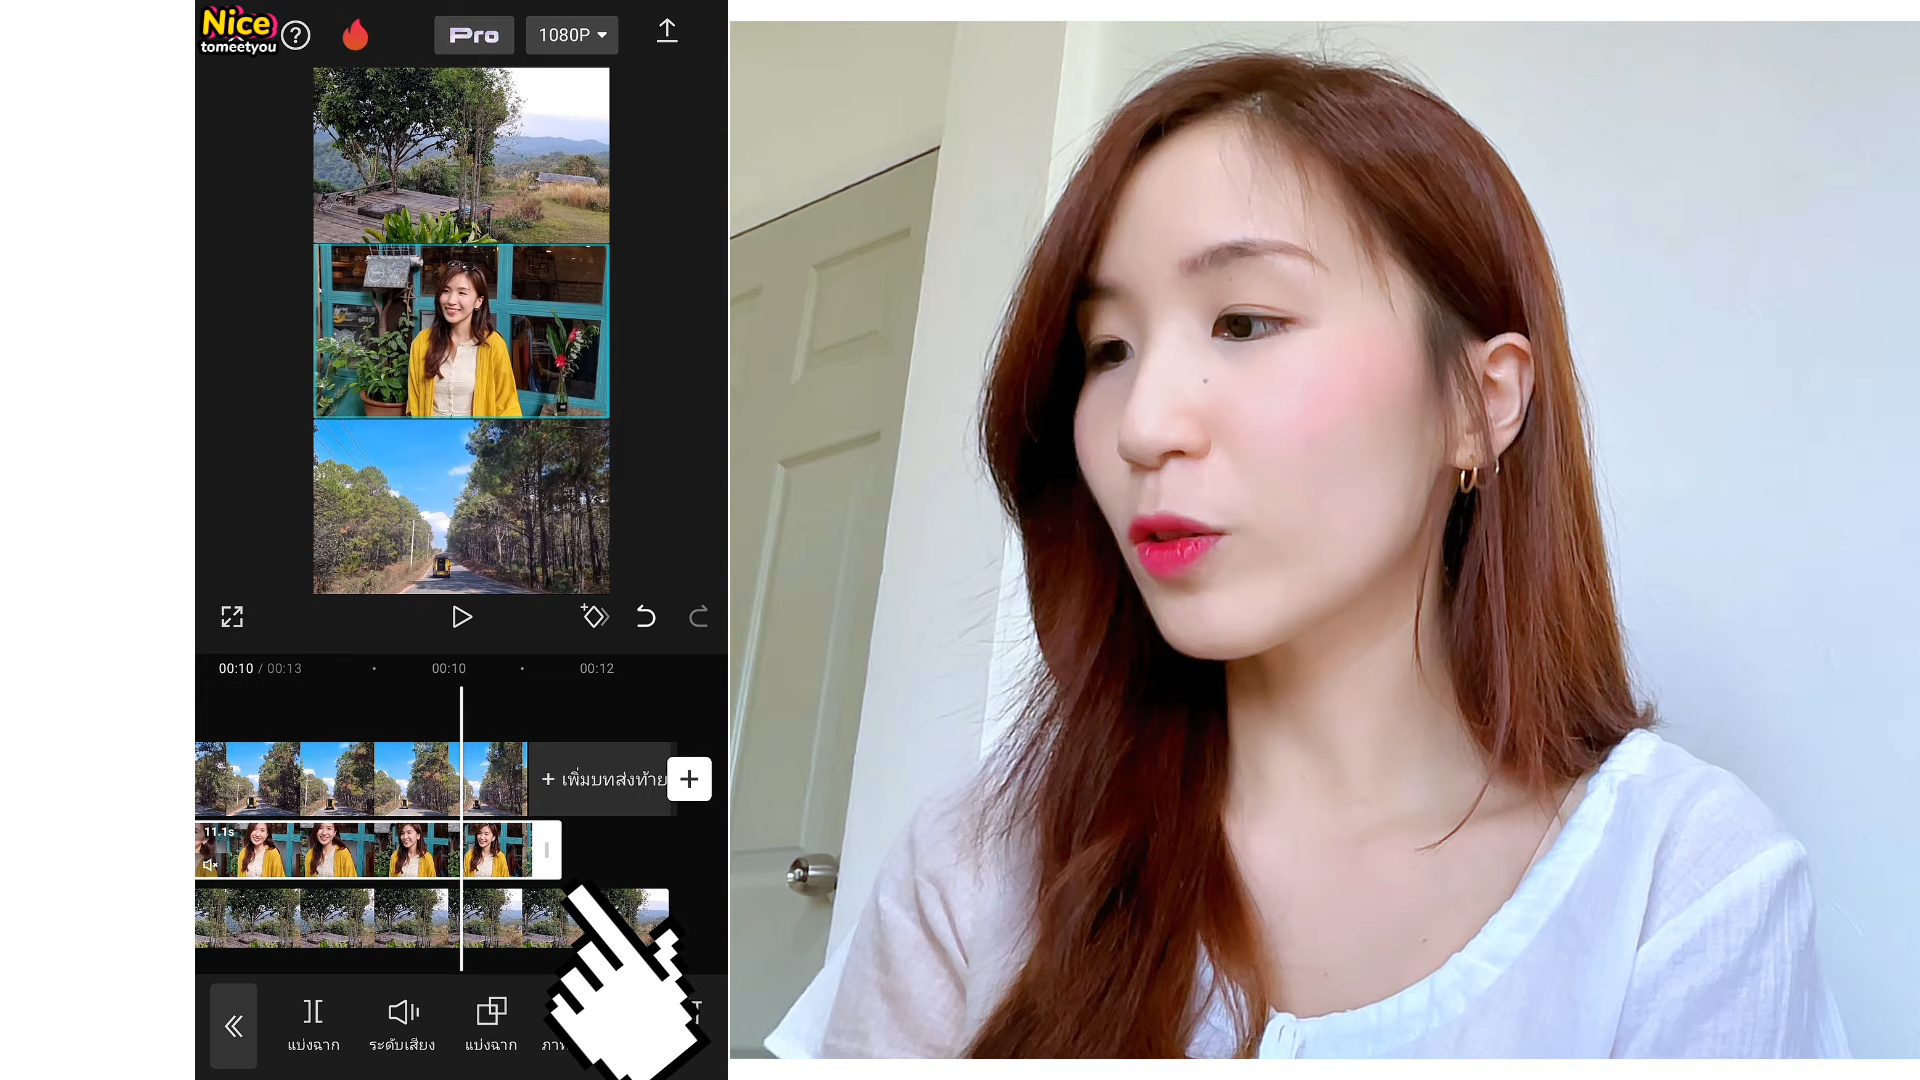 Nice
tomeetyou
Pro
1080P
00:10 / 00:13
00:10
00:12
+ เพิ่มบทส่งท้าย
11.1s
แบ่งฉาก
ระดับเสียง
แบ่งฉาก